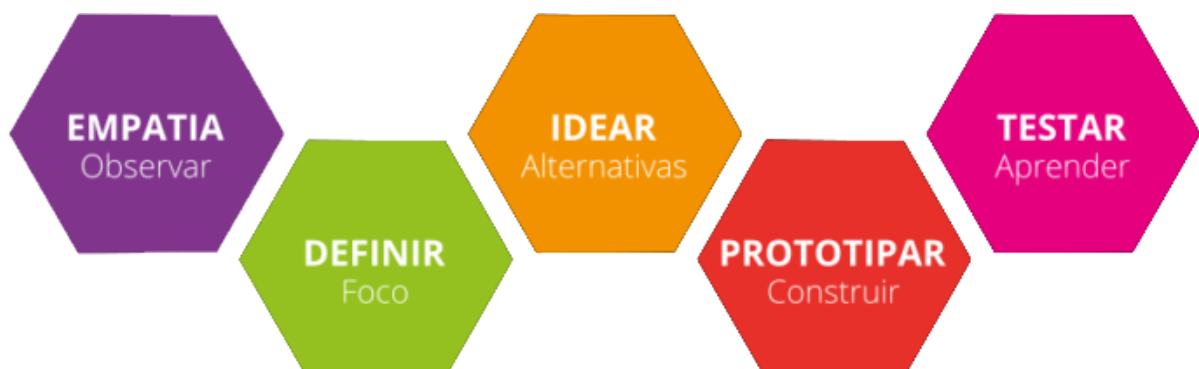 EMPATIA
Observar
DEFINIR
Foco
IDEAR
Alternativas
PROTOTIPAR
Construir
TESTAR
Aprender